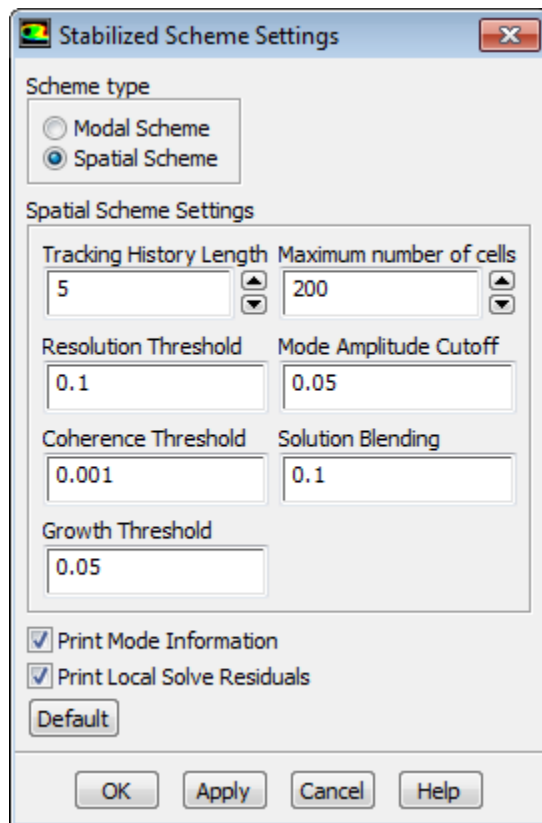 Stabilized Scheme Settings
Scheme type
Modal Scheme
Spatial Scheme
Spatial Scheme Settings
Tracking History Length Maximum number of cells
5 200
Resolution Threshold Mode Amplitude Cutoff
0.1 0.05
Coherence Threshold Solution Blending
0.001 0.1
Growth Threshold
0.05
Print Mode Information
Print Local Solve Residuals
Default
OK Apply Cancel Help